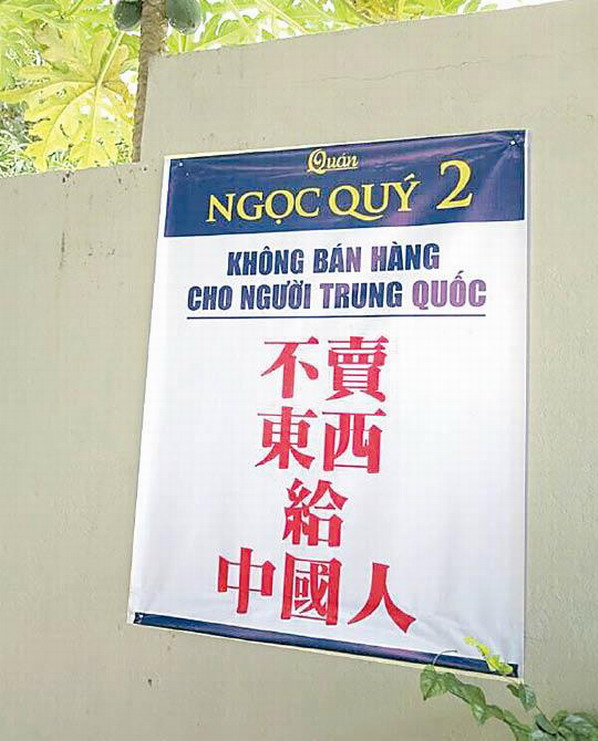 Quán
NGỌC QUÝ 2
KHÔNG BÁN HÀNG
CHO NGƯỜI TRUNG QUỐC
不賣
東西
給
中國人